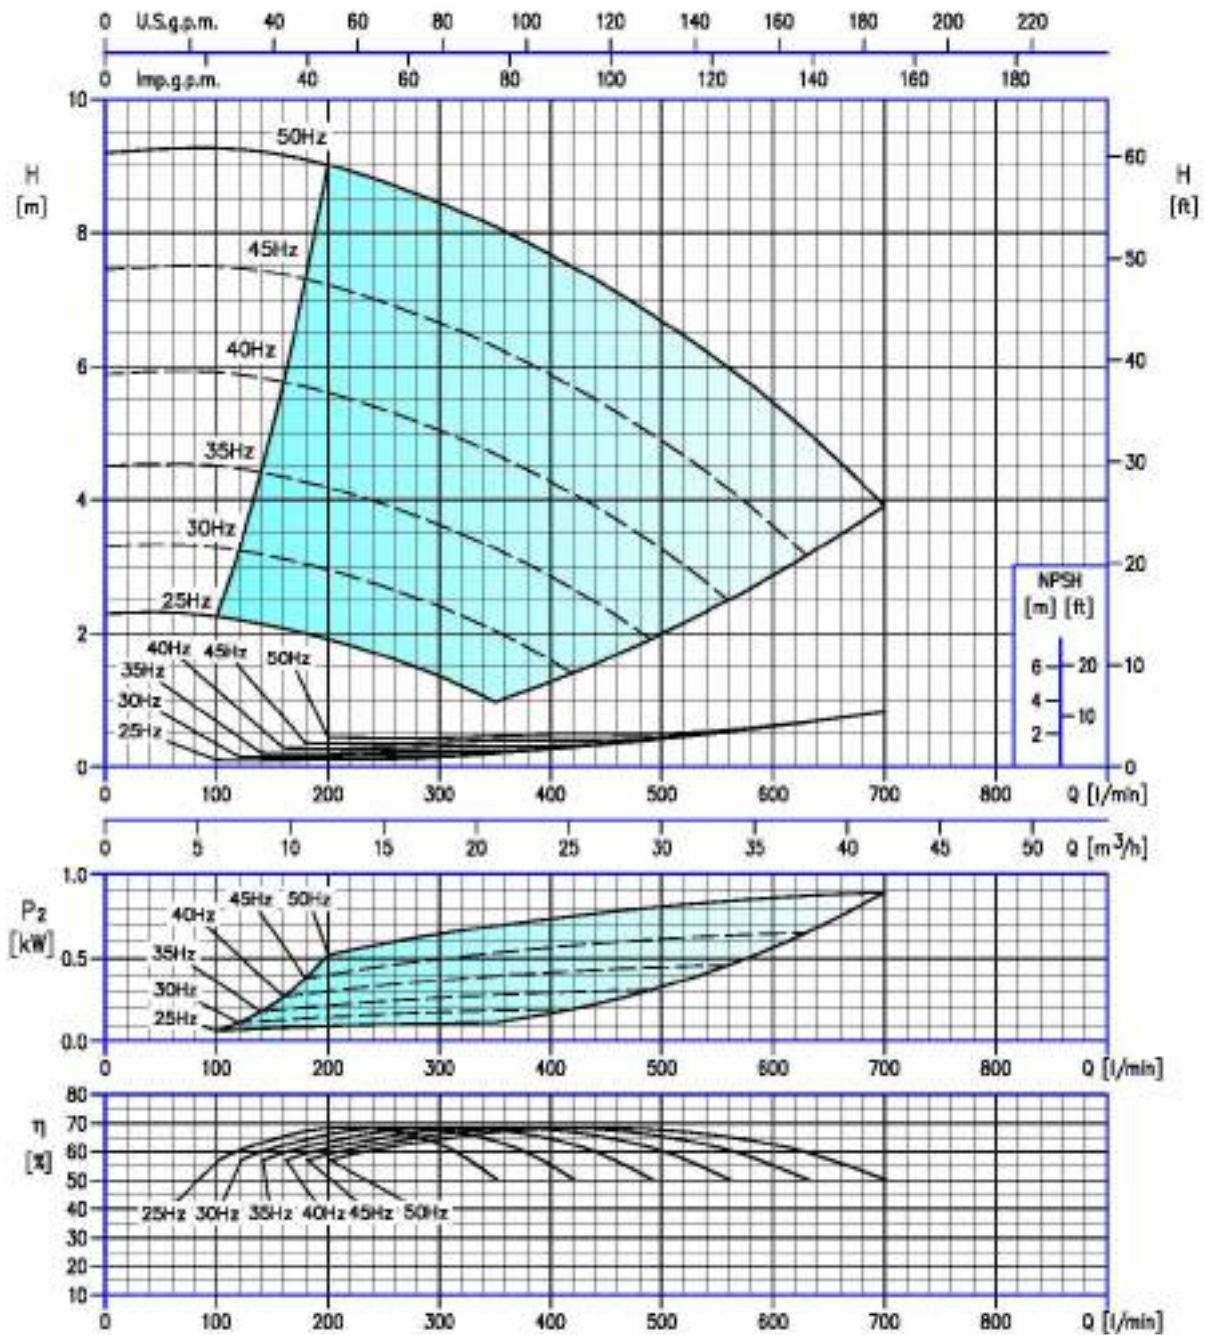 0 U.S.g.p.m. 40 60 80 100 120 140 160 180 200 220
0 Imp.g.p.m. 40 60 80 100 120 140 160 180
10
50Hz
60
H
[m]
H
[ft]
8
45Hz
50
40Hz
6
40
35Hz
30
4
30Hz
20
NPSH
[m] [ft]
25Hz
2
40Hz 45Hz 50Hz
35Hz
30Hz
25Hz
6 20
4
10
2
10
0
0
0 100 200 300 400 500 600 700 800 Q [l/min]
0 5 10 15 20 25 30 35 40 45 50 Q [m³/h]
1.0
P2
[kW]
45Hz 50Hz
40Hz
35Hz
0.5
30Hz
25Hz
0.0
0 100 200 300 400 500 600 700 800 Q [l/min]
80
η
[%]
70
60
50
40
25Hz 30Hz 35Hz 40Hz 45Hz 50Hz
30
20
10
0 100 200 300 400 500 600 700 800 Q [l/min]